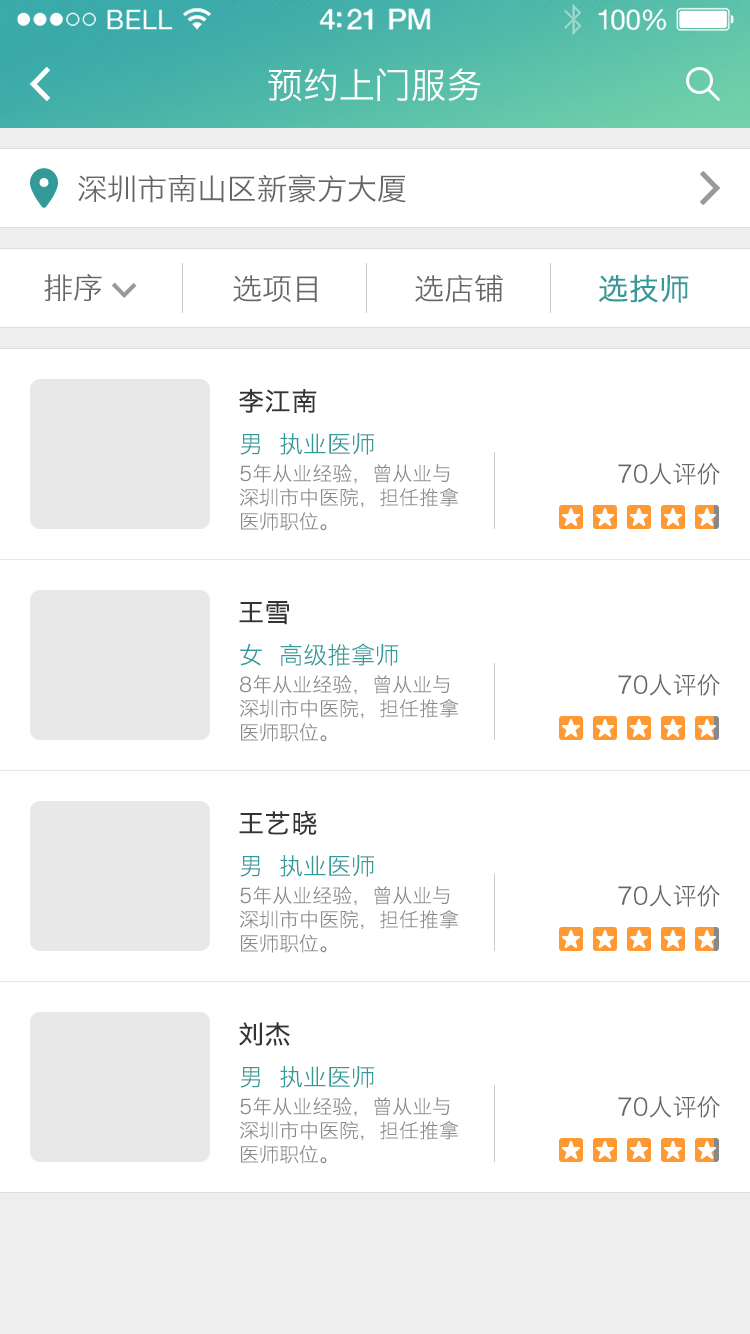 BELL 4:21 PM 100%
预约上门服务
深圳市南山区新豪方大厦
排序 选项目 选店铺 选技师
李江南
男 执业医师
5年从业经验，曾从业与
深圳市中医院，担任推拿
医师职位。
70人评价
王雪
女 高级推拿师
8年从业经验，曾从业与
深圳市中医院，担任推拿
医师职位。
70人评价
王艺晓
男 执业医师
5年从业经验，曾从业与
深圳市中医院，担任推拿
医师职位。
70人评价
刘杰
男 执业医师
5年从业经验，曾从业与
深圳市中医院，担任推拿
医师职位。
70人评价